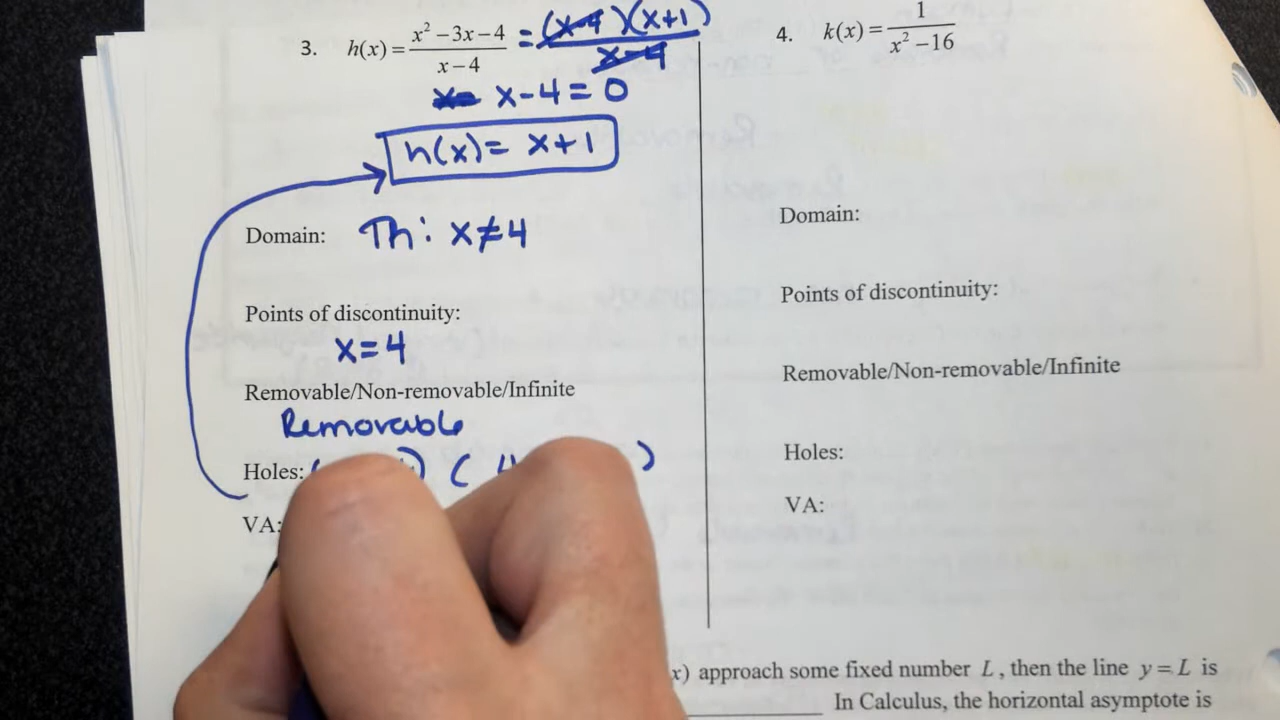 3. h(x) = x² − 3x − 4 / x − 4 = (x−4)(x+1) / x−4
x= x−4 = 0
h(x) = x+1
Domain: Th: x≠4
Points of discontinuity:
x=4
Removable/Non-removable/Infinite
Removable
Holes: ( ) ( 4 )
VA:
4. k(x) = 1 / x² − 16
Domain:
Points of discontinuity:
Removable/Non-removable/Infinite
Holes:
VA:
x) approach some fixed number L, then the line y = L is
In Calculus, the horizontal asymptote is